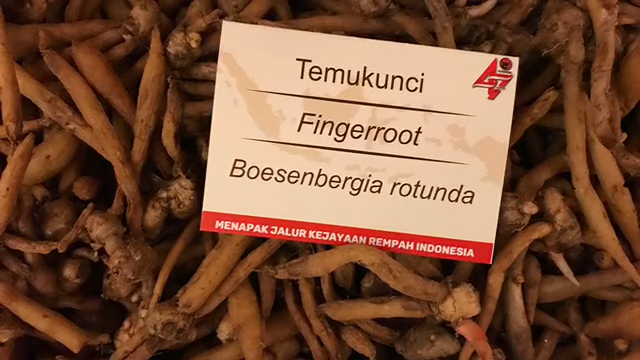 Temukunci
Fingerroot
Boesenbergia rotunda
MENAPAK JALUR KEJAYAAN REMPAH INDONESIA